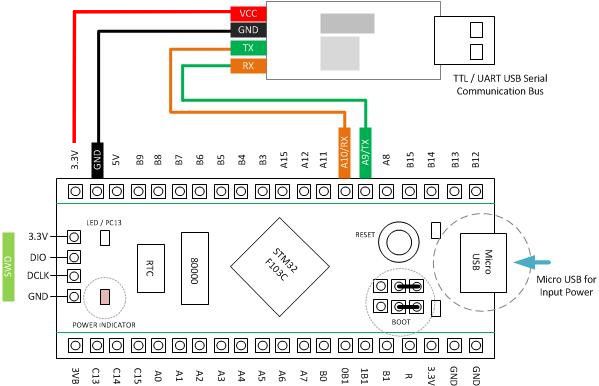 VCC
GND
TX
RX
TTL / UART USB Serial
Communication Bus
3.3V
GND
5V
B9
B8
B7
B6
B5
B4
B3
A15
A12
A11
A10/RX
A9/TX
A8
B15
B14
B13
B12
SWD
3.3V
DIO
DCLK
GND
LED / PC13
RTC
80000
STM32
F103C
RESET
Micro
USB
Micro USB for
Input Power
POWER INDICATOR
BOOT
3VB
C13
C14
C15
A0
A1
A2
A3
A4
A5
A6
A7
B0
0B1
1B1
B1
R
3.3V
GND
GND